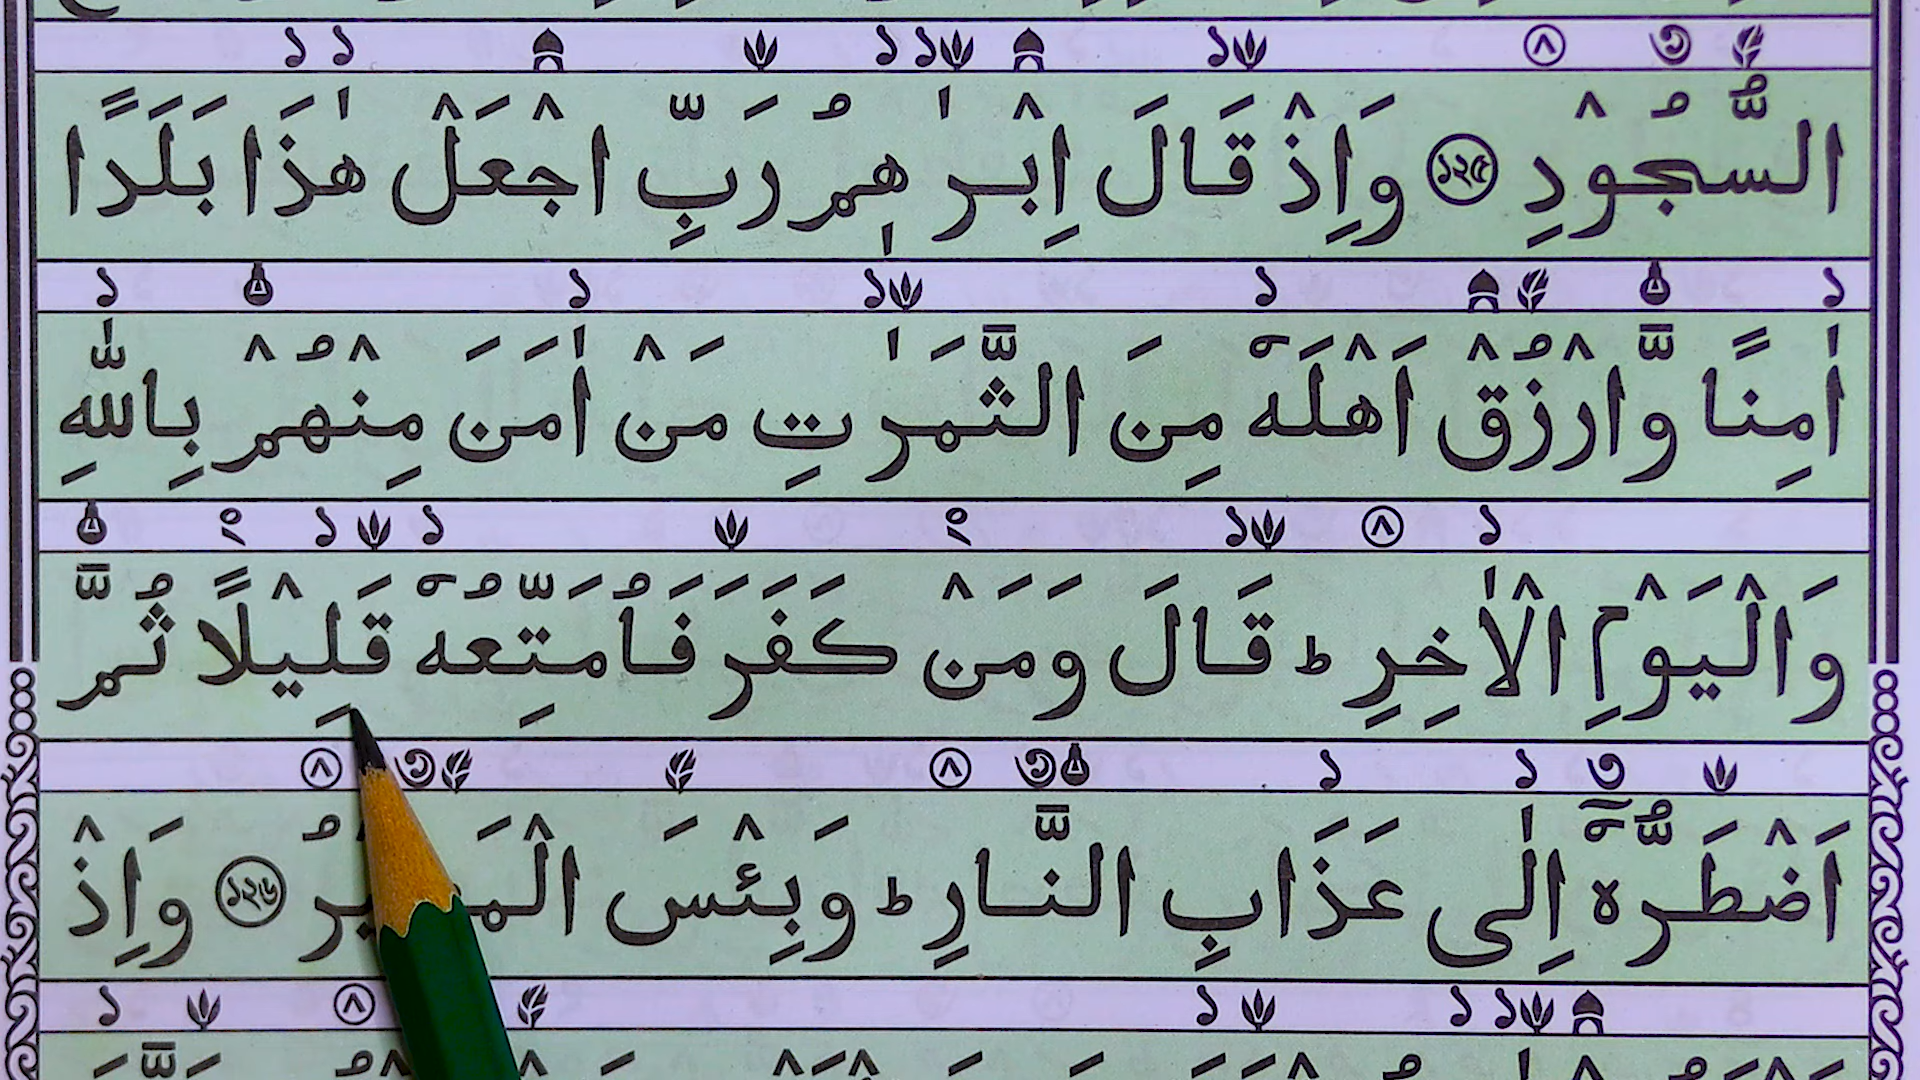 السُّجُوْدِ ۝١٢٥ وَاِذْ قَالَ اِبْرٰهٖمُ رَبِّ اجْعَلْ هٰذَا بَلَدًا
اٰمِنًا وَّارْزُقْ اَهْلَهٗ مِنَ الثَّمَرٰتِ مَنْ اٰمَنَ مِنْهُمْ بِاللّٰهِ
وَالْيَوْمِ الْاٰخِرِ ؕ قَالَ وَمَنْ كَفَرَ فَاُمَتِّعُهٗ قَلِيْلًا ثُمَّ
اَضْطَرُّهٗۤ اِلٰى عَذَابِ النَّارِ ؕ وَبِئْسَ الْمَصِيْرُ ۝١٢٦ وَاِذْ